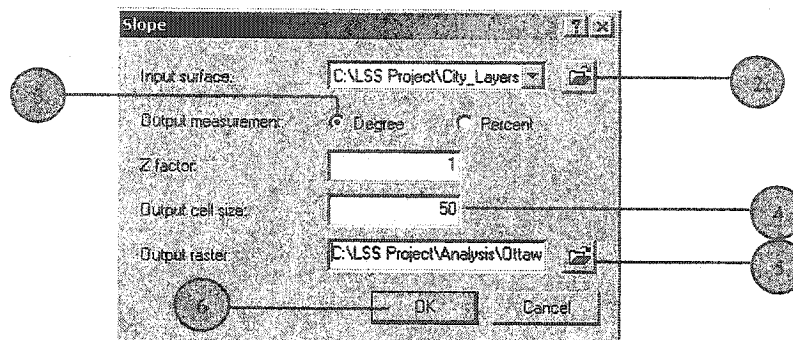 Slope ? ×
Input surface: C:\LSS Project\City_Layers
2
Output measurement: Degree Percent
Z factor: 1
Output cell size: 50
4
Output raster: C:\LSS Project\Analysis\Ottaw
6
OK Cancel